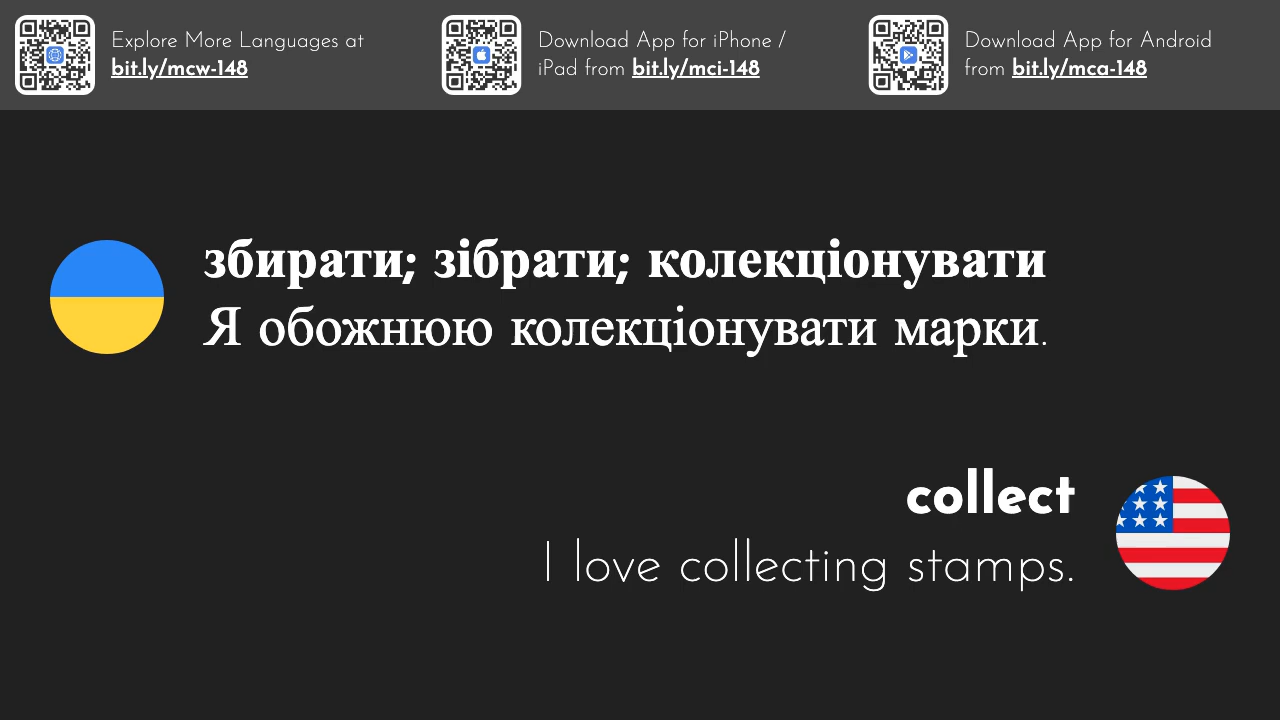 Explore More Languages at
bit.ly/mcw-148
Download App for iPhone /
iPad from bit.ly/mci-148
Download App for Android
from bit.ly/mca-148
збирати; зібрати; колекціонувати
Я обожнюю колекціонувати марки.
collect
I love collecting stamps.